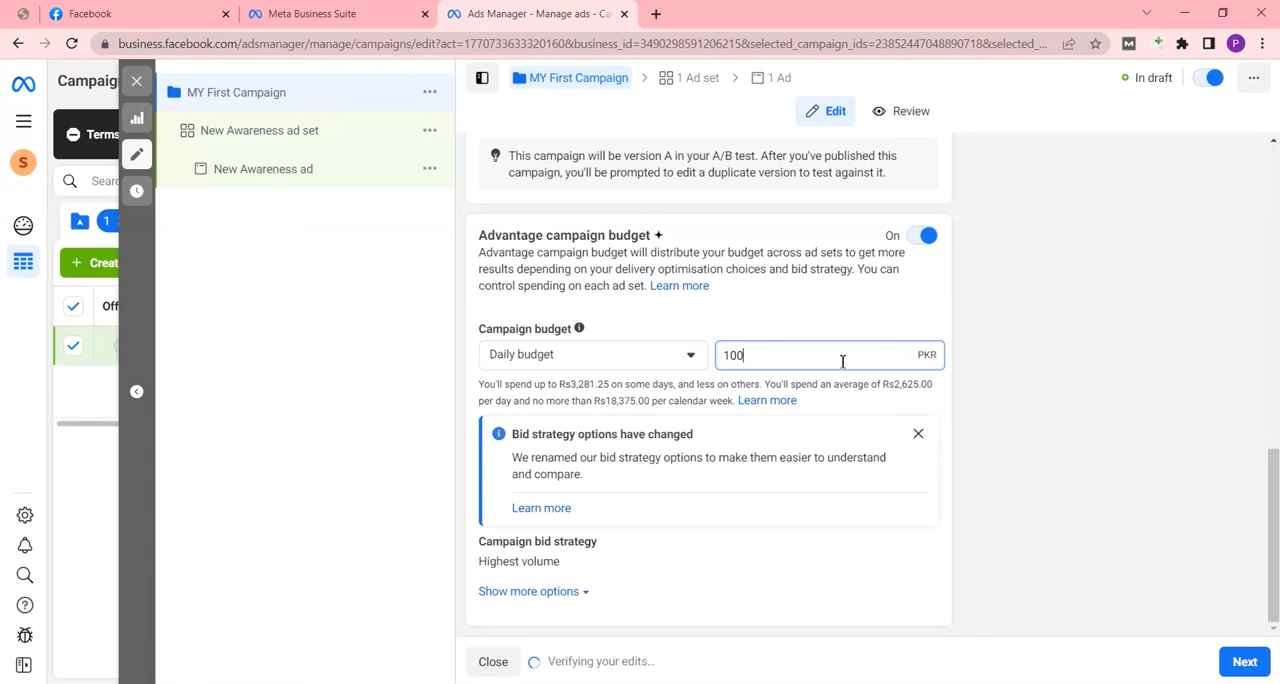 Facebook
Meta Business Suite
Ads Manager - Manage ads - Ca
business.facebook.com/adsmanager/manage/campaigns/edit?act=177073363330160&business_id=3490298591206215&selected_campaign_ids=23852447048890718&selected_...
M
P
Campaig
S
Terms
Sear
1
+ Creat
Off
MY First Campaign
New Awareness ad set
New Awareness ad
MY First Campaign
1 Ad set
1 Ad
In draft
Edit
Review
This campaign will be version A in your A/B test. After you've published this
campaign, you'll be prompted to edit a duplicate version to test against it.
Advantage campaign budget
On
Advantage campaign budget will distribute your budget across ad sets to get more
results depending on your delivery optimisation choices and bid strategy. You can
control spending on each ad set. Learn more
Campaign budget
Daily budget
100
PKR
You'll spend up to Rs3,281.25 on some days, and less on others. You'll spend an average of Rs2,625.00
per day and no more than Rs18,375.00 per calendar week. Learn more
Bid strategy options have changed
We renamed our bid strategy options to make them easier to understand
and compare.
Learn more
Campaign bid strategy
Highest volume
Show more options
Close
Verifying your edits...
Next